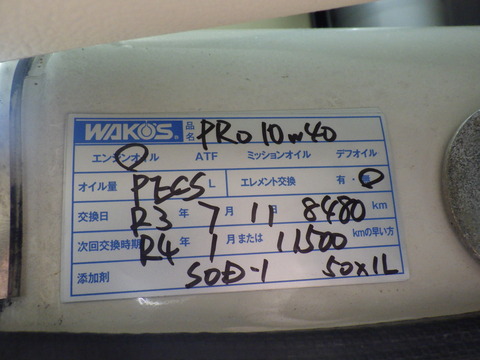 WAKO'S 品名 PRO 10w40
エンジンオイル ATF ミッションオイル デフオイル
オイル量 PECS L エレメント交換 有・無
交換日 R3 年 7 月 11 日 8480 km
次回交換時期 R4 年 1 月または 11500 kmの早い方
添加剤 SOD-1 50×1L